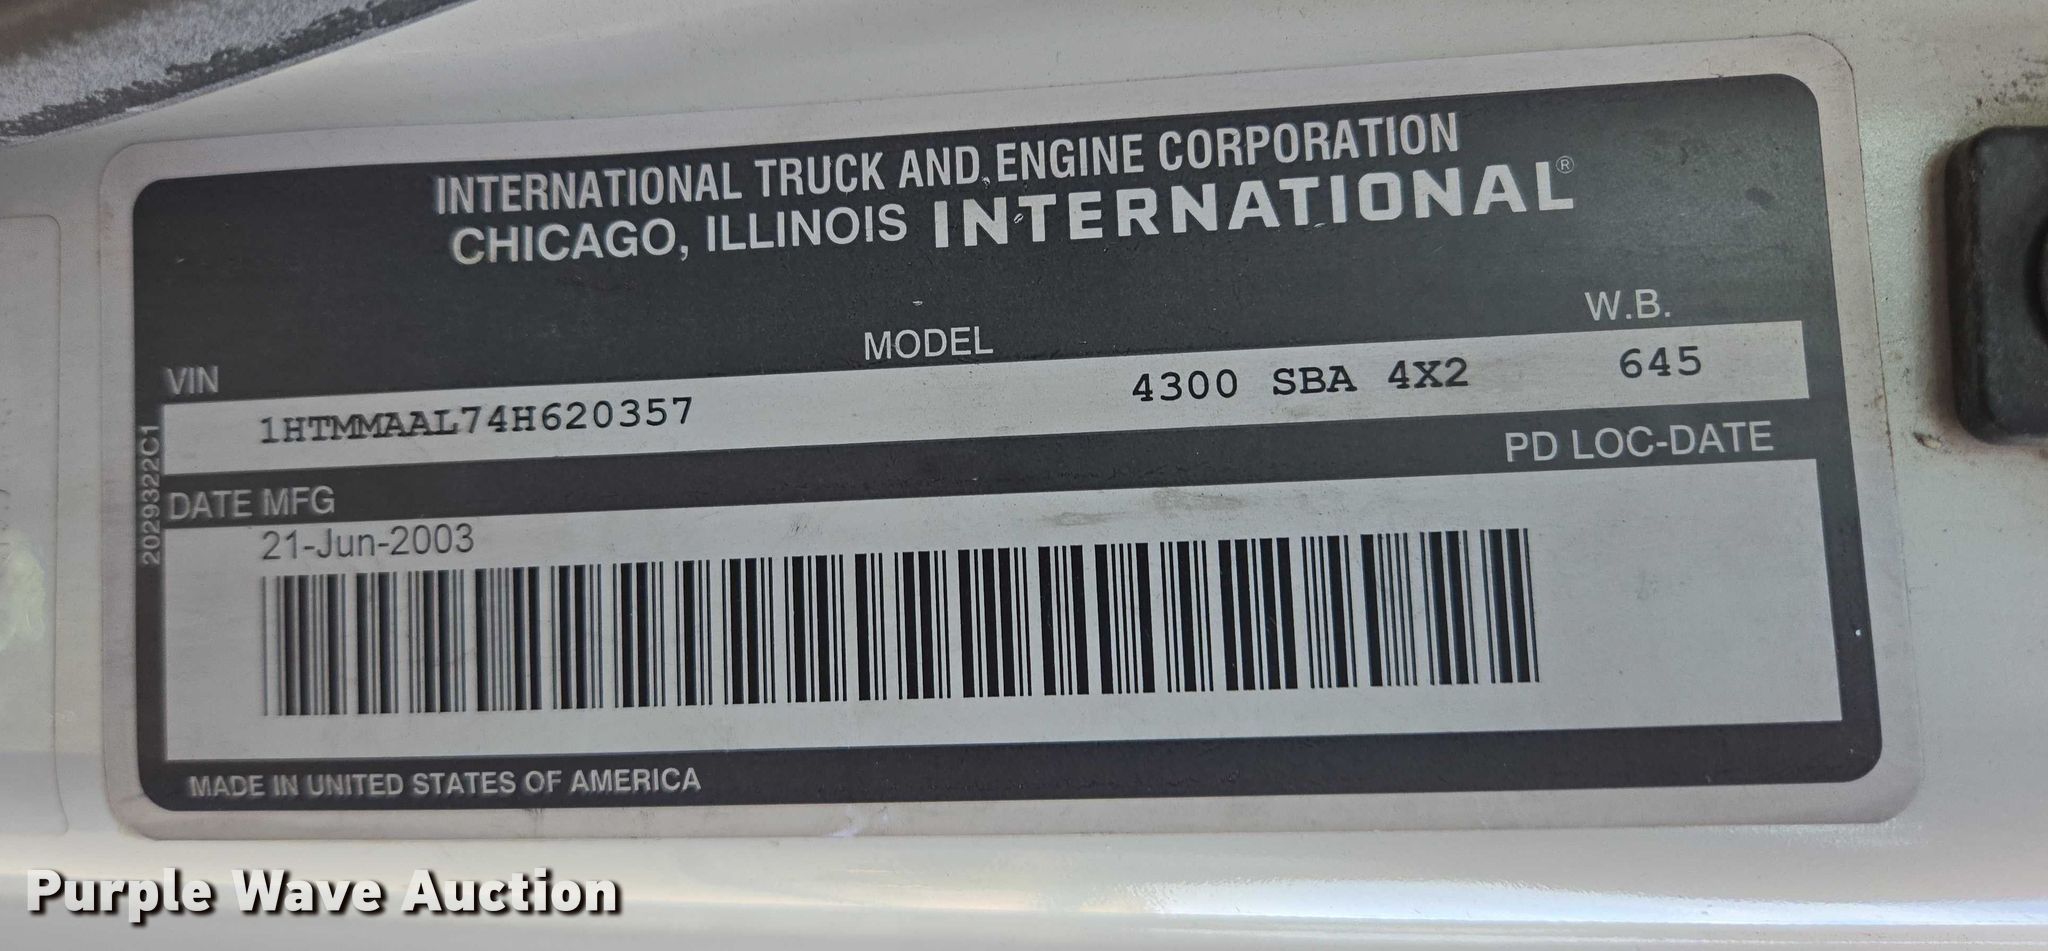 INTERNATIONAL TRUCK AND ENGINE CORPORATION
CHICAGO, ILLINOIS INTERNATIONAL®
VIN MODEL W.B.
1HTMMAAL74H620357 4300 SBA 4X2 645
DATE MFG PD LOC-DATE
21-Jun-2003
2029322C1
MADE IN UNITED STATES OF AMERICA
Purple Wave Auction